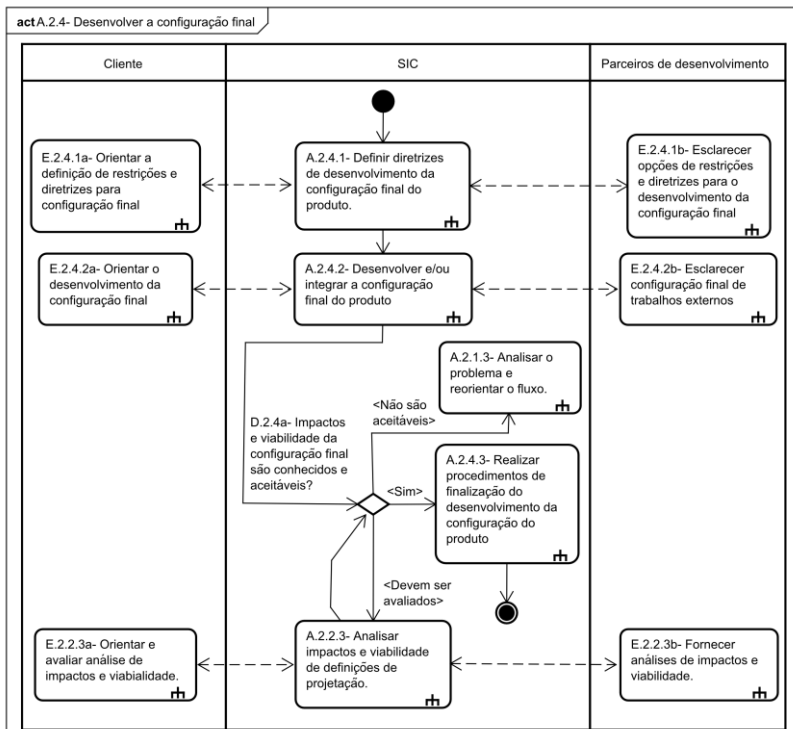 act A.2.4- Desenvolver a configuração final
Cliente
SIC
Parceiros de desenvolvimento
E.2.4.1a- Orientar a
definição de restrições e
diretrizes para
configuração final
A.2.4.1- Definir diretrizes
de desenvolvimento da
configuração final do
produto.
E.2.4.1b- Esclarecer
opções de restrições
e diretrizes para o
desenvolvimento da
configuração final
E.2.4.2a- Orientar o
desenvolvimento da
configuração final
A.2.4.2- Desenvolver e/ou
integrar a configuração
final do produto
E.2.4.2b- Esclarecer
configuração final de
trabalhos externos
A.2.1.3- Analisar o
problema e
reorientar o fluxo.
<Não são
aceitáveis>
D.2.4a- Impactos
e viabilidade da
configuração final
são conhecidos e
aceitáveis?
<Sim>
A.2.4.3- Realizar
procedimentos de
finalização do
desenvolvimento da
configuração do
produto
<Devem ser
avaliados>
E.2.2.3a- Orientar e
avaliar análise de
impactos e viabialidade.
A.2.2.3- Analisar
impactos e viabilidade
de definições de
projetação.
E.2.2.3b- Fornecer
análises de impactos e
viabilidade.